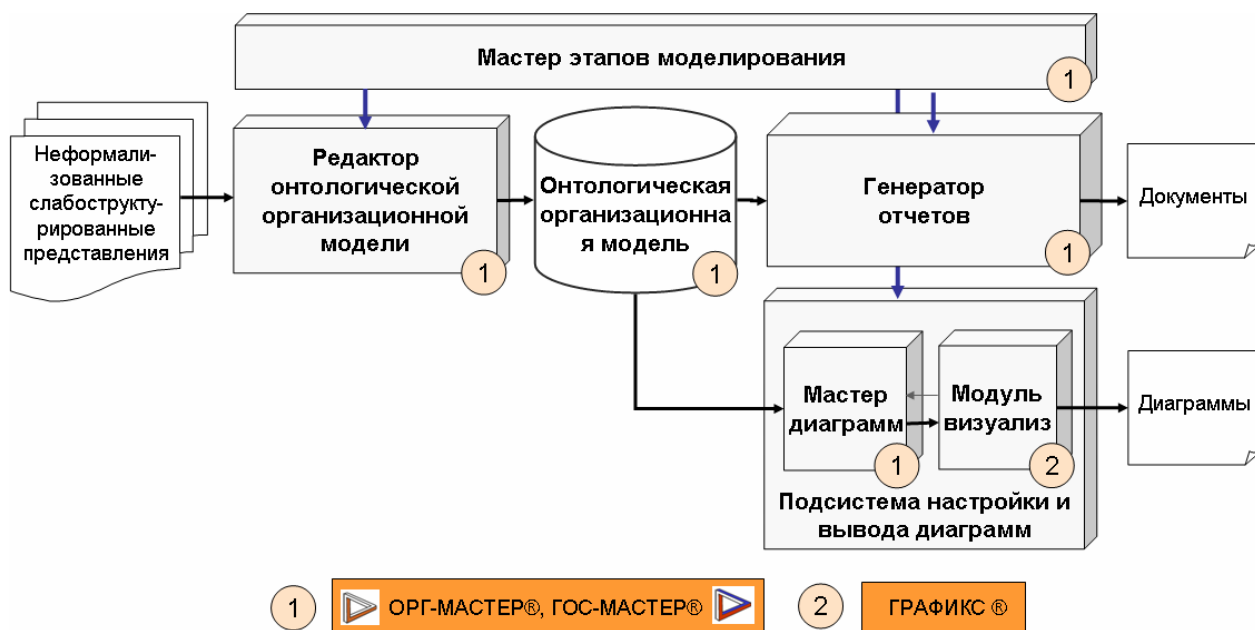 Мастер этапов моделирования
1
Неформали-
зованные
слабострукту-
рированные
представления
Редактор
онтологической
организационной
модели
1
Онтологическая
организационна
я модель
1
Генератор
отчетов
1
Документы
Мастер
диаграмм
1
Модуль
визуализ
2
Подсистема настройки и
вывода диаграмм
Диаграммы
1
ОРГ-МАСТЕР®, ГОС-МАСТЕР®
2
ГРАФИКС ®